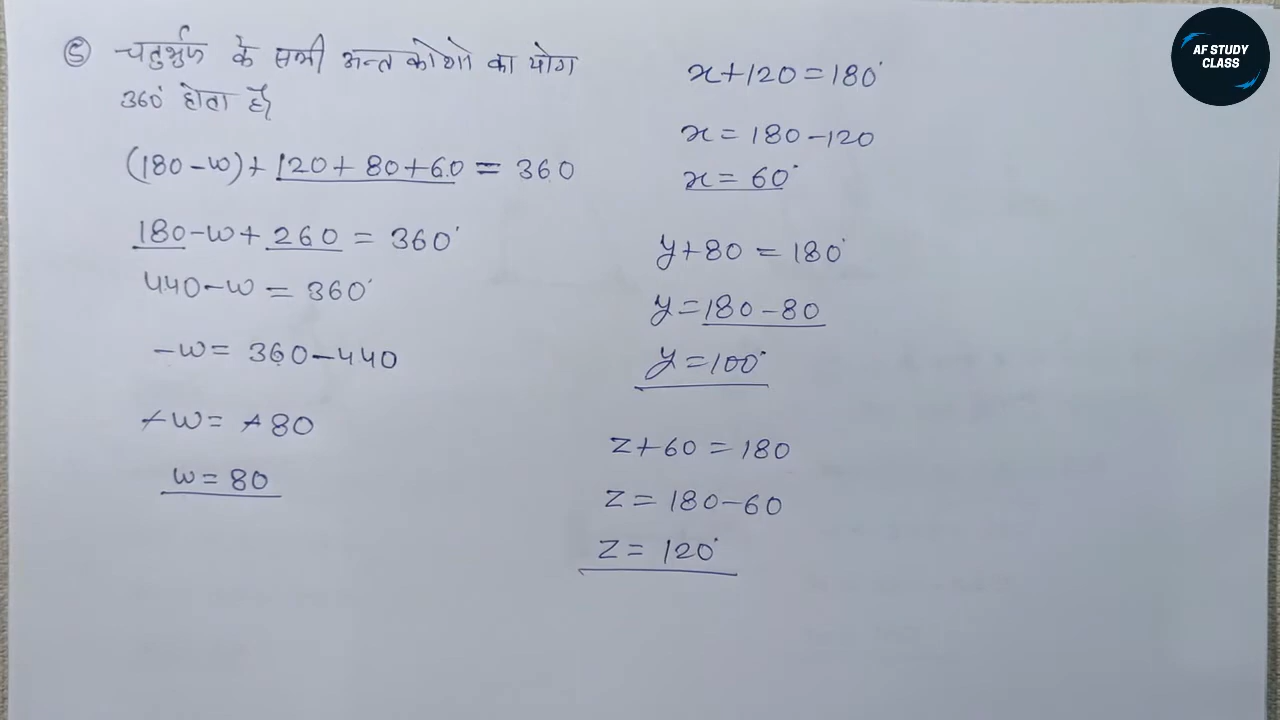 ⑤ चतुर्भुज के सभी अन्त कोणो का योग
360° होता है
(180-w)+120+80+60=360
180-w+260=360°
440-w=360°
-w=360-440
-w=-80
w=80
x+120=180°
x=180-120
x=60°
y+80=180°
y=180-80
y=100°
z+60=180
z=180-60
z=120°
AF STUDY
CLASS